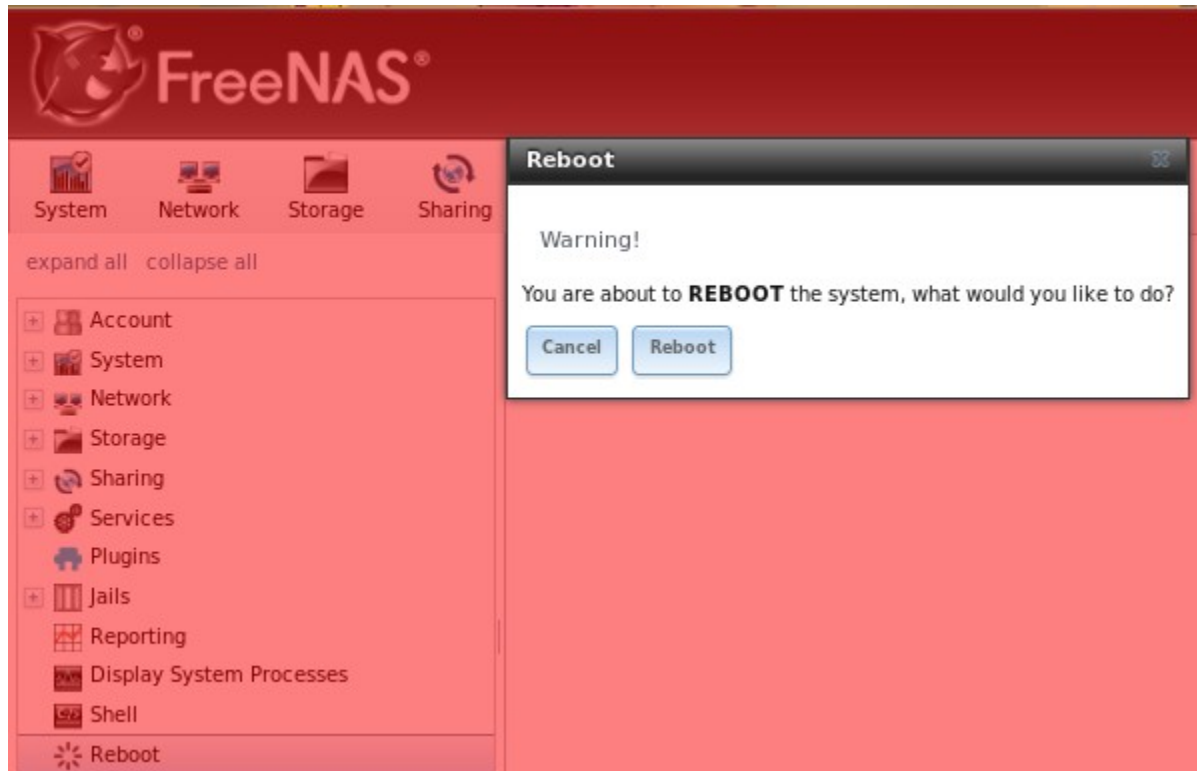 FreeNAS®
System Network Storage Sharing
expand all collapse all
Account
System
Network
Storage
Sharing
Services
Plugins
Jails
Reporting
Display System Processes
Shell
Reboot
Reboot
Warning!
You are about to REBOOT the system, what would you like to do?
Cancel Reboot